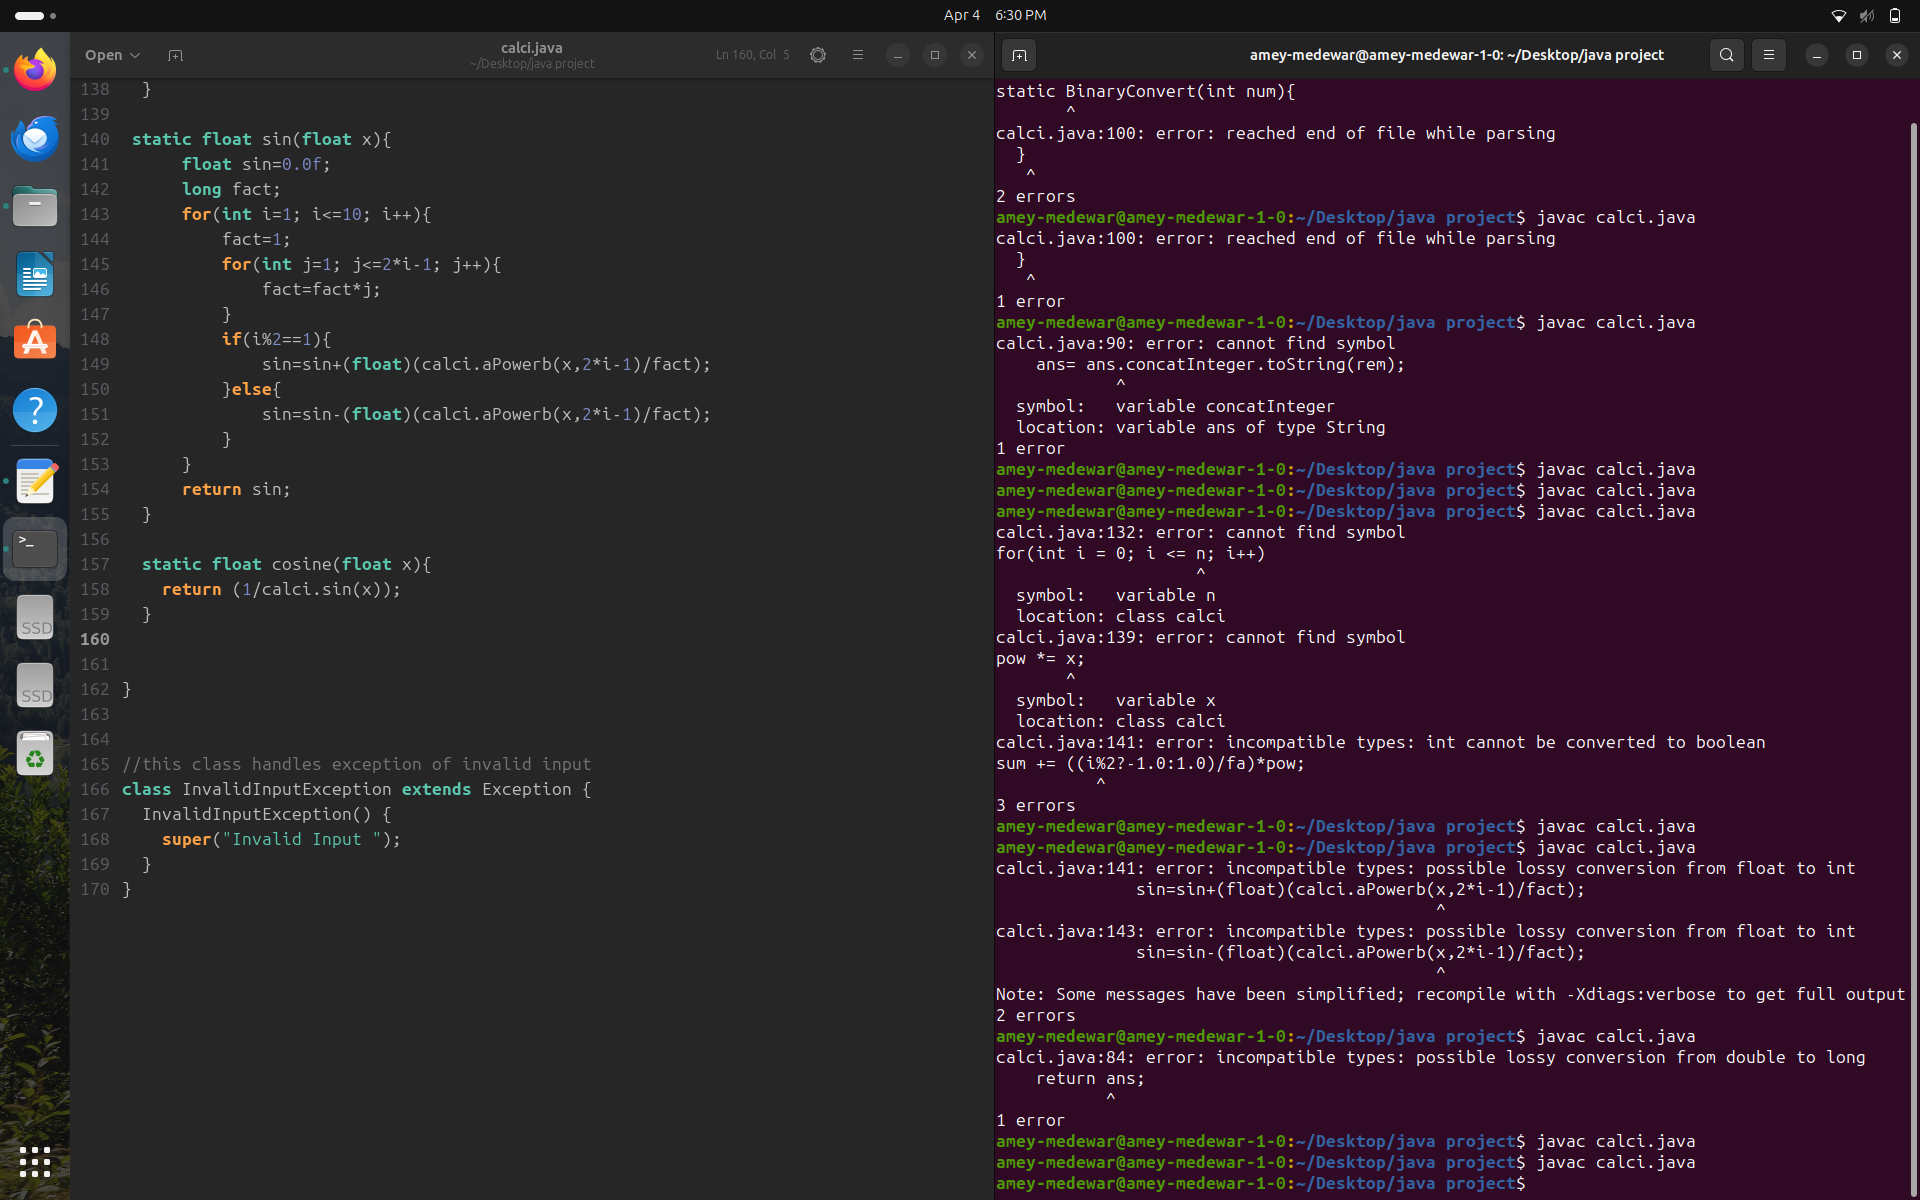 Apr 4 6:30 PM
Open
calci.java
~/Desktop/java project
Ln 160, Col 5
138 }
139
140 static float sin(float x){
141 float sin=0.0f;
142 long fact;
143 for(int i=1; i<=10; i++){
144 fact=1;
145 for(int j=1; j<=2*i-1; j++){
146 fact=fact*j;
147 }
148 if(i%2==1){
149 sin=sin+(float)(calci.aPowerb(x,2*i-1)/fact);
150 }else{
151 sin=sin-(float)(calci.aPowerb(x,2*i-1)/fact);
152 }
153 }
154 return sin;
155 }
156
157 static float cosine(float x){
158 return (1/calci.sin(x));
159 }
160
161
162 }
163
164
165 //this class handles exception of invalid input
166 class InvalidInputException extends Exception {
167 InvalidInputException() {
168 super("Invalid Input ");
169 }
170 }
SSD
SSD
amey-medewar@amey-medewar-1-0: ~/Desktop/java project
static BinaryConvert(int num){
^
calci.java:100: error: reached end of file while parsing
}
^
2 errors
amey-medewar@amey-medewar-1-0:~/Desktop/java project$ javac calci.java
calci.java:100: error: reached end of file while parsing
}
^
1 error
amey-medewar@amey-medewar-1-0:~/Desktop/java project$ javac calci.java
calci.java:90: error: cannot find symbol
ans= ans.concatInteger.toString(rem);
^
symbol: variable concatInteger
location: variable ans of type String
1 error
amey-medewar@amey-medewar-1-0:~/Desktop/java project$ javac calci.java
amey-medewar@amey-medewar-1-0:~/Desktop/java project$ javac calci.java
amey-medewar@amey-medewar-1-0:~/Desktop/java project$ javac calci.java
calci.java:132: error: cannot find symbol
for(int i = 0; i <= n; i++)
^
symbol: variable n
location: class calci
calci.java:139: error: cannot find symbol
pow *= x;
^
symbol: variable x
location: class calci
calci.java:141: error: incompatible types: int cannot be converted to boolean
sum += ((i%2?-1.0:1.0)/fa)*pow;
^
3 errors
amey-medewar@amey-medewar-1-0:~/Desktop/java project$ javac calci.java
amey-medewar@amey-medewar-1-0:~/Desktop/java project$ javac calci.java
calci.java:141: error: incompatible types: possible lossy conversion from float to int
sin=sin+(float)(calci.aPowerb(x,2*i-1)/fact);
^
calci.java:143: error: incompatible types: possible lossy conversion from float to int
sin=sin-(float)(calci.aPowerb(x,2*i-1)/fact);
^
Note: Some messages have been simplified; recompile with -Xdiags:verbose to get full output
2 errors
amey-medewar@amey-medewar-1-0:~/Desktop/java project$ javac calci.java
calci.java:84: error: incompatible types: possible lossy conversion from double to long
return ans;
^
1 error
amey-medewar@amey-medewar-1-0:~/Desktop/java project$ javac calci.java
amey-medewar@amey-medewar-1-0:~/Desktop/java project$ javac calci.java
amey-medewar@amey-medewar-1-0:~/Desktop/java project$